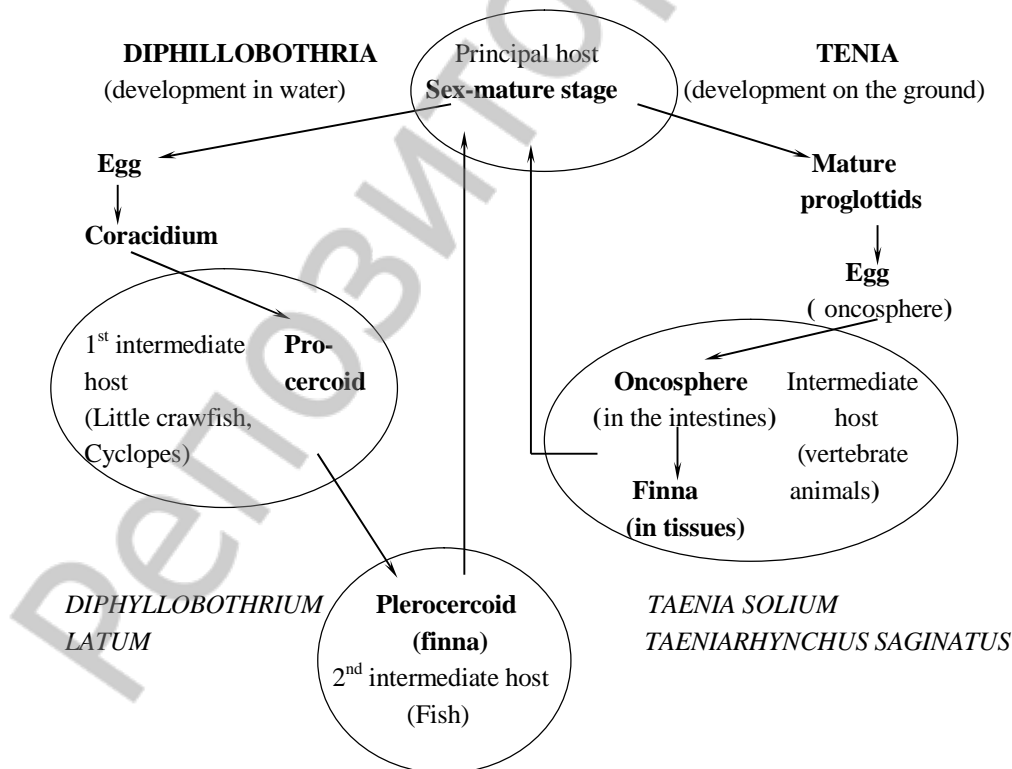 DIPHILLOBOTHRIA
(development in water)
Principal host
Sex-mature stage
TENIA
(development on the ground)
Egg
Coracidium
1st intermediate
host
(Little crawfish,
Cyclopes)
Pro-
cercoid
Mature
proglottids
Egg
( oncosphere)
Oncosphere
(in the intestines)
Finna
(in tissues)
Intermediate
host
(vertebrate
animals)
DIPHYLLOBOTHRIUM
LATUM
Plerocercoid
(finna)
2nd intermediate host
(Fish)
TAENIA SOLIUM
TAENIARHYNCHUS SAGINATUS